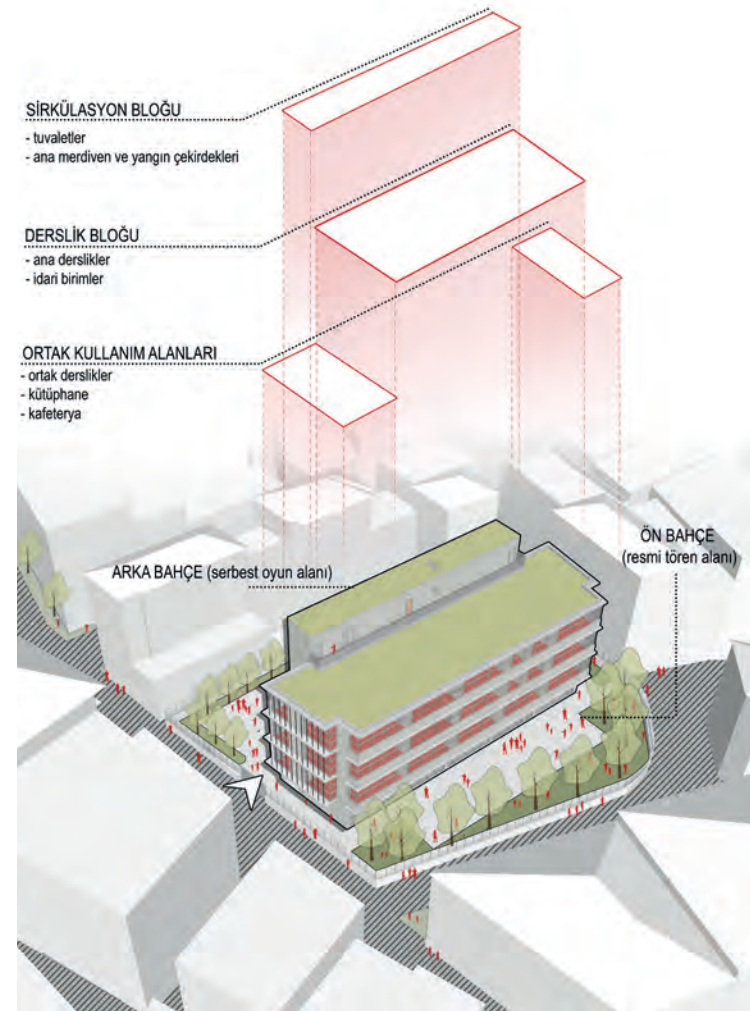 SİRKÜLASYON BLOĞU
- tuvaletler
- ana merdiven ve yangın çekirdekleri
DERSLİK BLOĞU
- ana derslikler
- idari birimler
ORTAK KULLANIM ALANLARI
- ortak derslikler
- kütüphane
- kafeterya
ÖN BAHÇE
(resmi tören alanı)
ARKA BAHÇE (serbest oyun alanı)